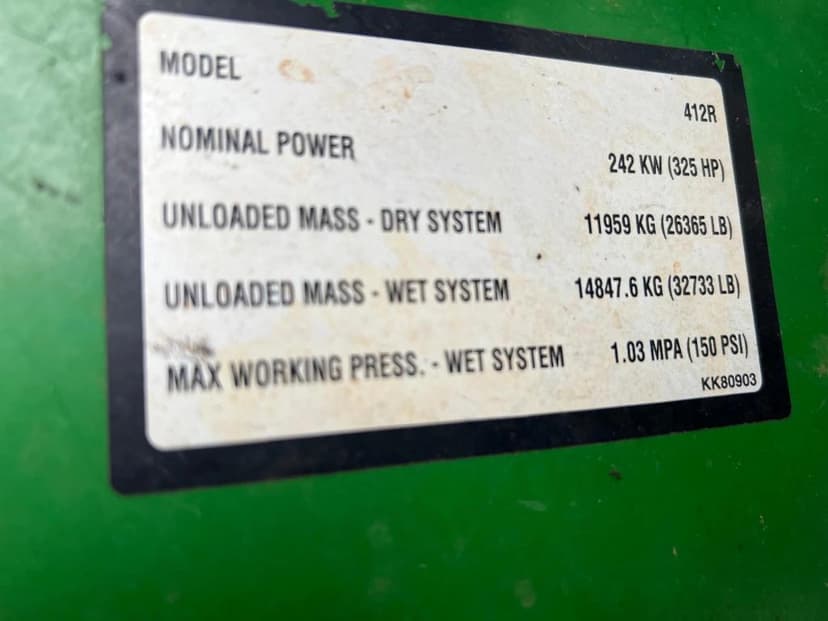 MODEL 412R
NOMINAL POWER 242 KW (325 HP)
UNLOADED MASS - DRY SYSTEM 11959 KG (26365 LB)
UNLOADED MASS - WET SYSTEM 14847.6 KG (32733 LB)
MAX WORKING PRESS. - WET SYSTEM 1.03 MPA (150 PSI)
KK80903